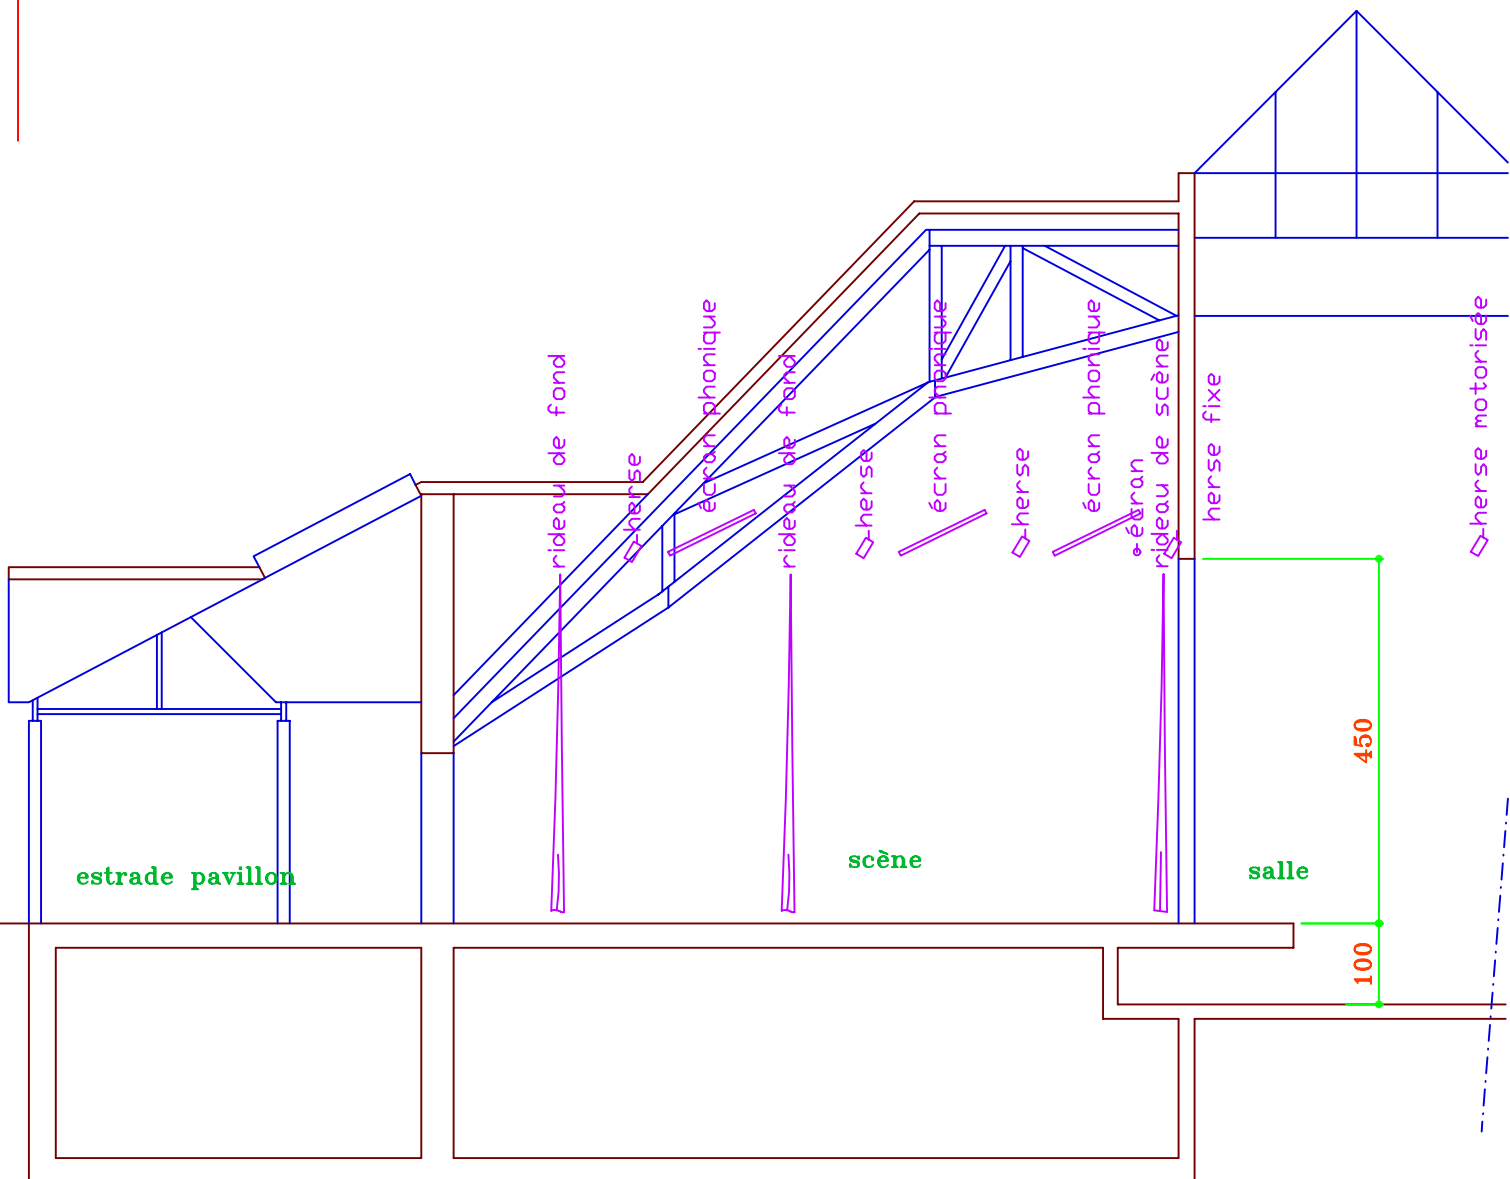 rideau de fond
herse
écran phonique
rideau de fond
herse
écran phonique
herse
écran phonique
écran
rideau de scène
herse fixe
herse motorisée
450
estrade pavillon
scène
salle
100